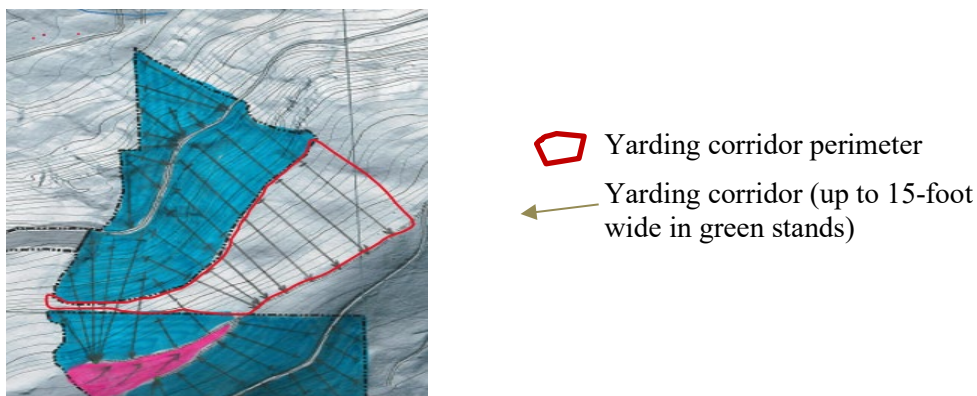 Yarding corridor perimeter
Yarding corridor (up to 15-foot
wide in green stands)